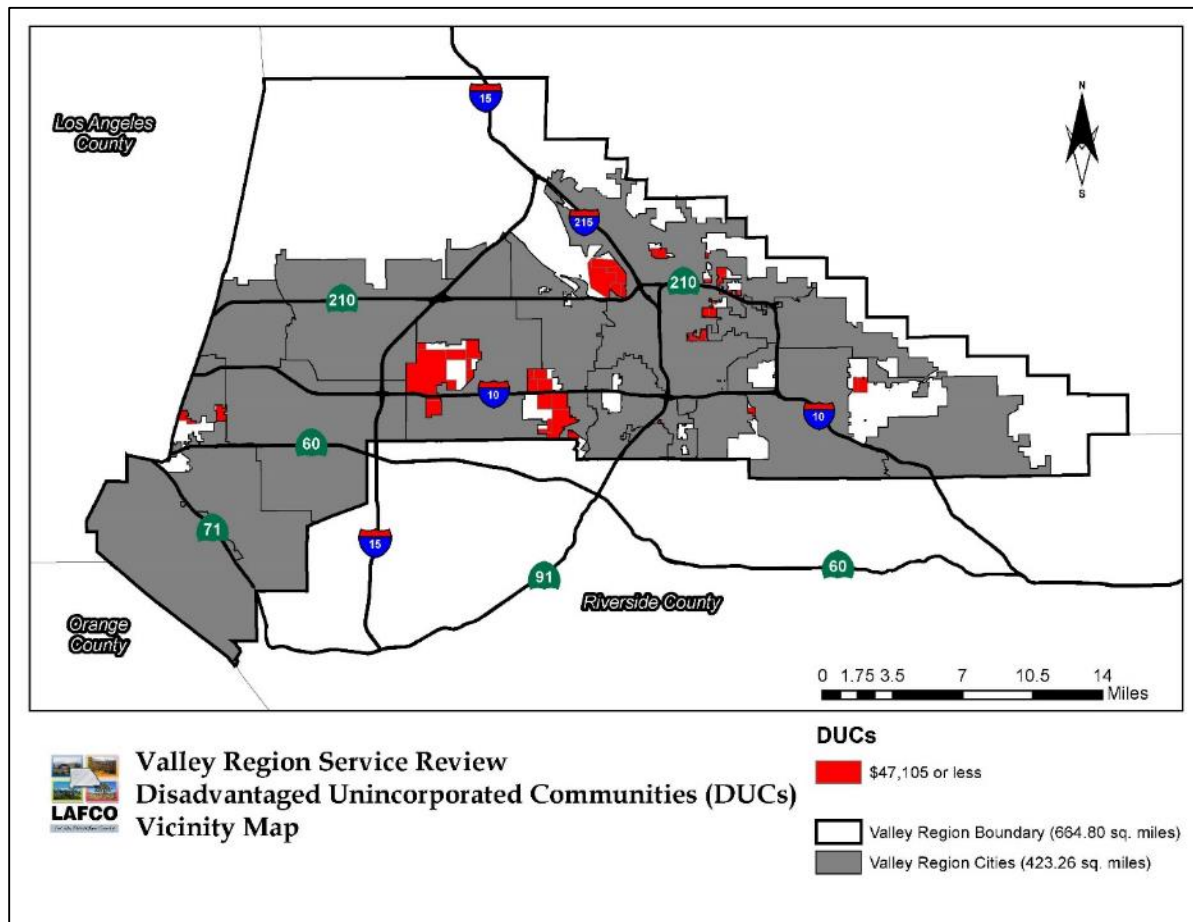 15
N
S
Los Angeles
County
215
210
210
10
10
60
71
15
91
60
Riverside County
Orange
County
0 1.75 3.5 7 10.5 14
Miles
DUCs
$47,105 or less
Valley Region Boundary (664.80 sq. miles)
Valley Region Cities (423.26 sq. miles)
Valley Region Service Review
Disadvantaged Unincorporated Communities (DUCs)
Vicinity Map
LAFCO